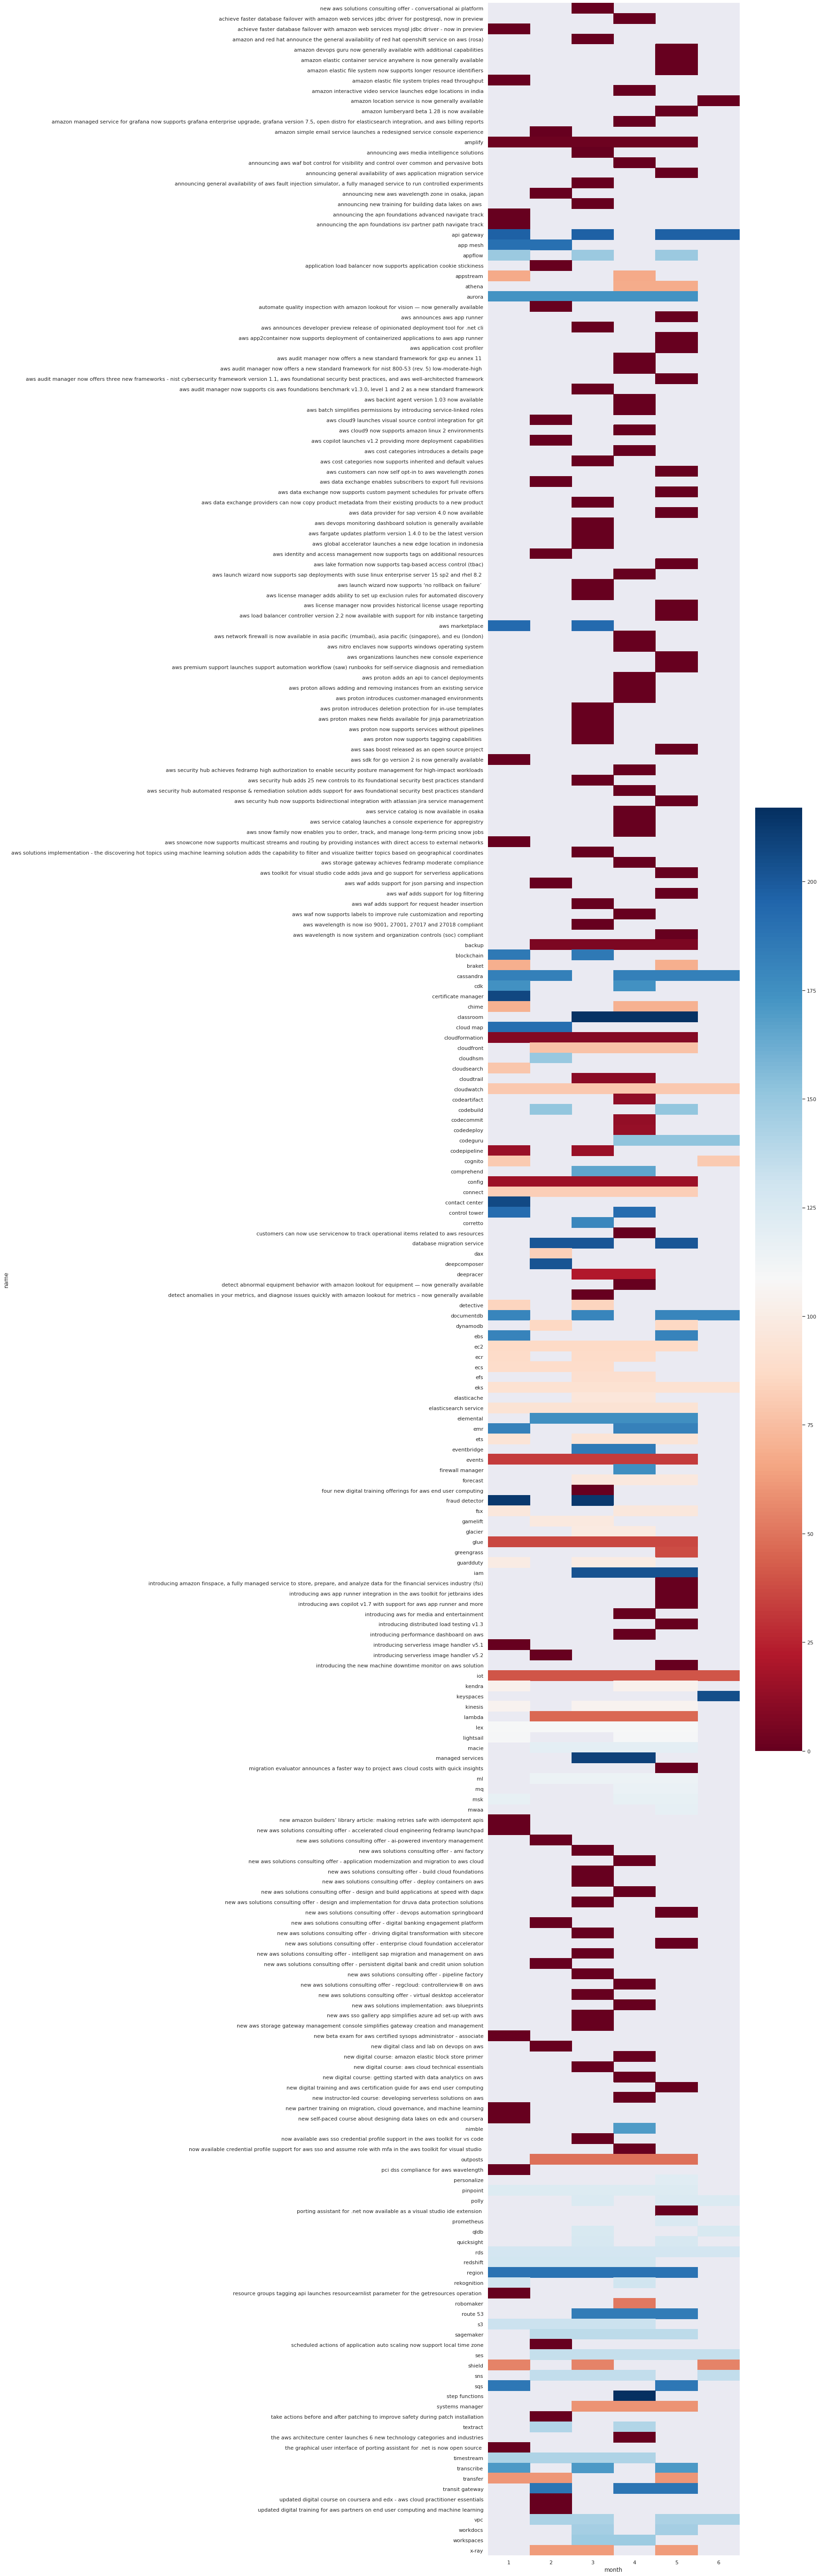 new aws solutions consulting offer - conversational ai platform
achieve faster database failover with amazon web services jdbc driver for postgresql, now in preview
achieve faster database failover with amazon web services mysql jdbc driver - now in preview
amazon and red hat announce the general availability of red hat openshift service on aws (rosa)
amazon devops guru now generally available with additional capabilities
amazon elastic container service anywhere is now generally available
amazon elastic file system now supports longer resource identifiers
amazon elastic file system triples read throughput
amazon interactive video service launches edge locations in india
amazon location service is now generally available
amazon lumberyard beta 1.28 is now available
amazon managed service for grafana now supports grafana enterprise upgrade, grafana version 7.5, open distro for elasticsearch integration, and aws billing reports
amazon simple email service launches a redesigned service console experience
amplify
announcing aws media intelligence solutions
announcing aws waf bot control for visibility and control over common and pervasive bots
announcing general availability of aws application migration service
announcing general availability of aws fault injection simulator, a fully managed service to run controlled experiments
announcing new aws wavelength zone in osaka, japan
announcing new training for building data lakes on aws
announcing the apn foundations advanced navigate track
announcing the apn foundations isv partner path navigate track
api gateway
app mesh
appflow
application load balancer now supports application cookie stickiness
appstream
athena
aurora
automate quality inspection with amazon lookout for vision — now generally available
aws announces aws app runner
aws announces developer preview release of opinionated deployment tool for .net cli
aws app2container now supports deployment of containerized applications to aws app runner
aws application cost profiler
aws audit manager now offers a new standard framework for gxp eu annex 11
aws audit manager now offers a new standard framework for nist 800-53 (rev. 5) low-moderate-high
aws audit manager now offers three new frameworks - nist cybersecurity framework version 1.1, aws foundational security best practices, and aws well-architected framework
aws audit manager now supports cis aws foundations benchmark v1.3.0, level 1 and 2 as a new standard framework
aws backint agent version 1.03 now available
aws batch simplifies permissions by introducing service-linked roles
aws cloud9 launches visual source control integration for git
aws cloud9 now supports amazon linux 2 environments
aws copilot launches v1.2 providing more deployment capabilities
aws cost categories introduces a details page
aws cost categories now supports inherited and default values
aws customers can now self opt-in to aws wavelength zones
aws data exchange enables subscribers to export full revisions
aws data exchange now supports custom payment schedules for private offers
aws data exchange providers can now copy product metadata from their existing products to a new product
aws data provider for sap version 4.0 now available
aws devops monitoring dashboard solution is generally available
aws fargate updates platform version 1.4.0 to be the latest version
aws global accelerator launches a new edge location in indonesia
aws identity and access management now supports tags on additional resources
aws lake formation now supports tag-based access control (tbac)
aws launch wizard now supports sap deployments with suse linux enterprise server 15 sp2 and rhel 8.2
aws launch wizard now supports 'no rollback on failure'
aws license manager adds ability to set up exclusion rules for automated discovery
aws license manager now provides historical license usage reporting
aws load balancer controller version 2.2 now available with support for nlb instance targeting
aws marketplace
aws network firewall is now available in asia pacific (mumbai), asia pacific (singapore), and eu (london)
aws nitro enclaves now supports windows operating system
aws organizations launches new console experience
aws premium support launches support automation workflow (saw) runbooks for self-service diagnosis and remediation
aws proton adds an api to cancel deployments
aws proton allows adding and removing instances from an existing service
aws proton introduces customer-managed environments
aws proton introduces deletion protection for in-use templates
aws proton makes new fields available for jinja parametrization
aws proton now supports services without pipelines
aws proton now supports tagging capabilities
aws saas boost released as an open source project
aws sdk for go version 2 is now generally available
aws security hub achieves fedramp high authorization to enable security posture management for high-impact workloads
aws security hub adds 25 new controls to its foundational security best practices standard
aws security hub automated response & remediation solution adds support for aws foundational security best practices standard
aws security hub now supports bidirectional integration with atlassian jira service management
aws service catalog is now available in osaka
aws service catalog launches a console experience for appregistry
aws snow family now enables you to order, track, and manage long-term pricing snow jobs
aws snowcone now supports multicast streams and routing by providing instances with direct access to external networks
aws solutions implementation - the discovering hot topics using machine learning solution adds the capability to filter and visualize twitter topics based on geographical coordinates
aws storage gateway achieves fedramp moderate compliance
aws toolkit for visual studio code adds java and go support for serverless applications
aws waf adds support for json parsing and inspection
aws waf adds support for log filtering
aws waf adds support for request header insertion
aws waf now supports labels to improve rule customization and reporting
aws wavelength is now iso 9001, 27001, 27017 and 27018 compliant
aws wavelength is now system and organization controls (soc) compliant
backup
blockchain
braket
cassandra
cdk
certificate manager
chime
classroom
cloud map
cloudformation
cloudfront
cloudhsm
cloudsearch
cloudtrail
cloudwatch
codeartifact
codebuild
codecommit
codedeploy
codeguru
codepipeline
cognito
comprehend
config
connect
contact center
control tower
corretto
customers can now use servicenow to track operational items related to aws resources
database migration service
dax
deepcomposer
deepracer
detect abnormal equipment behavior with amazon lookout for equipment — now generally available
detect anomalies in your metrics, and diagnose issues quickly with amazon lookout for metrics – now generally available
detective
documentdb
dynamodb
ebs
ec2
ecr
ecs
efs
eks
elasticache
elasticsearch service
elemental
emr
ets
eventbridge
events
firewall manager
forecast
four new digital training offerings for aws end user computing
fraud detector
fsx
gamelift
glacier
glue
greengrass
guardduty
iam
introducing amazon finspace, a fully managed service to store, prepare, and analyze data for the financial services industry (fsi)
introducing aws app runner integration in the aws toolkit for jetbrains ides
introducing aws copilot v1.7 with support for aws app runner and more
introducing aws for media and entertainment
introducing distributed load testing v1.3
introducing performance dashboard on aws
introducing serverless image handler v5.1
introducing serverless image handler v5.2
introducing the new machine downtime monitor on aws solution
iot
kendra
keyspaces
kinesis
lambda
lex
lightsail
macie
managed services
migration evaluator announces a faster way to project aws cloud costs with quick insights
ml
mq
msk
mwaa
new amazon builders' library article: making retries safe with idempotent apis
new aws solutions consulting offer - accelerated cloud engineering fedramp launchpad
new aws solutions consulting offer - ai-powered inventory management
new aws solutions consulting offer - ami factory
new aws solutions consulting offer - application modernization and migration to aws cloud
new aws solutions consulting offer - build cloud foundations
new aws solutions consulting offer - deploy containers on aws
new aws solutions consulting offer - design and build applications at speed with dapx
new aws solutions consulting offer - design and implementation for druva data protection solutions
new aws solutions consulting offer - devops automation springboard
new aws solutions consulting offer - digital banking engagement platform
new aws solutions consulting offer - driving digital transformation with sitecore
new aws solutions consulting offer - enterprise cloud foundation accelerator
new aws solutions consulting offer - intelligent sap migration and management on aws
new aws solutions consulting offer - persistent digital bank and credit union solution
new aws solutions consulting offer - pipeline factory
new aws solutions consulting offer - regcloud: controllerview® on aws
new aws solutions consulting offer - virtual desktop accelerator
new aws solutions implementation: aws blueprints
new aws sso gallery app simplifies azure ad set-up with aws
new aws storage gateway management console simplifies gateway creation and management
new beta exam for aws certified sysops administrator - associate
new digital class and lab on devops on aws
new digital course: amazon elastic block store primer
new digital course: aws cloud technical essentials
new digital course: getting started with data analytics on aws
new digital training and aws certification guide for aws end user computing
new instructor-led course: developing serverless solutions on aws
new partner training on migration, cloud governance, and machine learning
new self-paced course about designing data lakes on edx and coursera
nimble
now available aws sso credential profile support in the aws toolkit for vs code
now available credential profile support for aws sso and assume role with mfa in the aws toolkit for visual studio
outposts
pci dss compliance for aws wavelength
personalize
pinpoint
polly
porting assistant for .net now available as a visual studio ide extension
prometheus
qldb
quicksight
rds
redshift
region
rekognition
resource groups tagging api launches resourcearnlist parameter for the getresources operation
robomaker
route 53
s3
sagemaker
scheduled actions of application auto scaling now support local time zone
ses
shield
sns
sqs
step functions
systems manager
take actions before and after patching to improve safety during patch installation
textract
the aws architecture center launches 6 new technology categories and industries
the graphical user interface of porting assistant for .net is now open source
timestream
transcribe
transfer
transit gateway
updated digital course on coursera and edx - aws cloud practitioner essentials
updated digital training for aws partners on end user computing and machine learning
vpc
workdocs
workspaces
x-ray
name
1 2 3 4 5 6
month
200
175
150
125
100
75
50
25
0